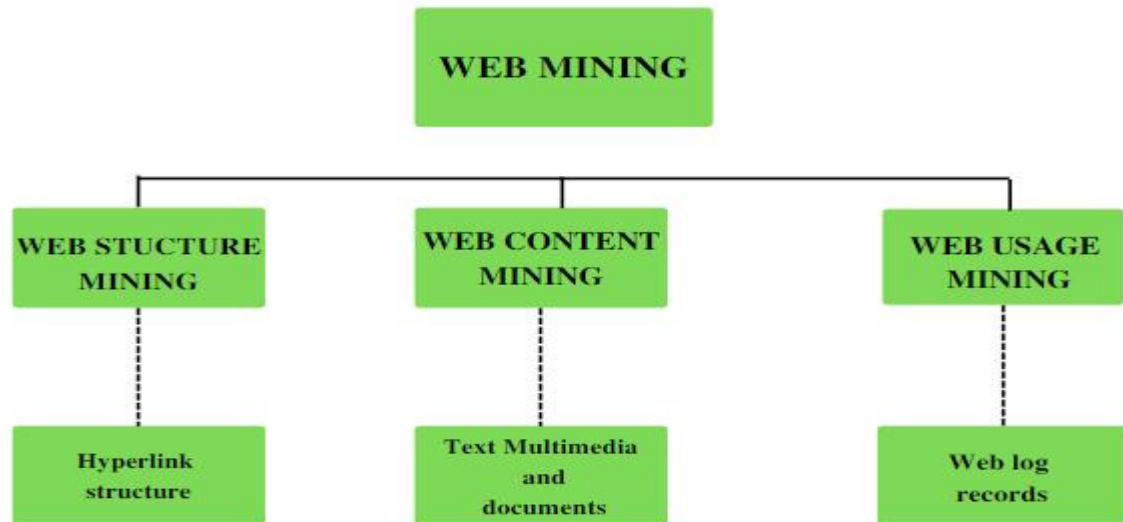 WEB MINING
WEB STUCTURE
MINING
WEB CONTENT
MINING
WEB USAGE
MINING
Hyperlink
structure
Text Multimedia
and
documents
Web log
records